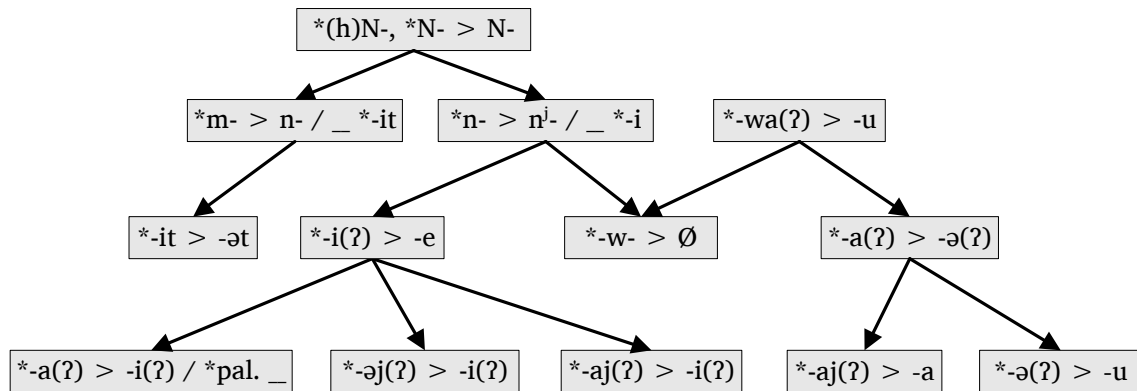 *(h)N-, *N- > N-
*m- > n- / _ *-it
*n- > nʲ- / _ *-i
*-wa(ʔ) > -u
*-it > -ət
*-i(ʔ) > -e
*-w- > Ø
*-a(ʔ) > -ə(ʔ)
*-a(ʔ) > -i(ʔ) / *pal. _
*-əj(ʔ) > -i(ʔ)
*-aj(ʔ) > -i(ʔ)
*-aj(ʔ) > -a
*-ə(ʔ) > -u